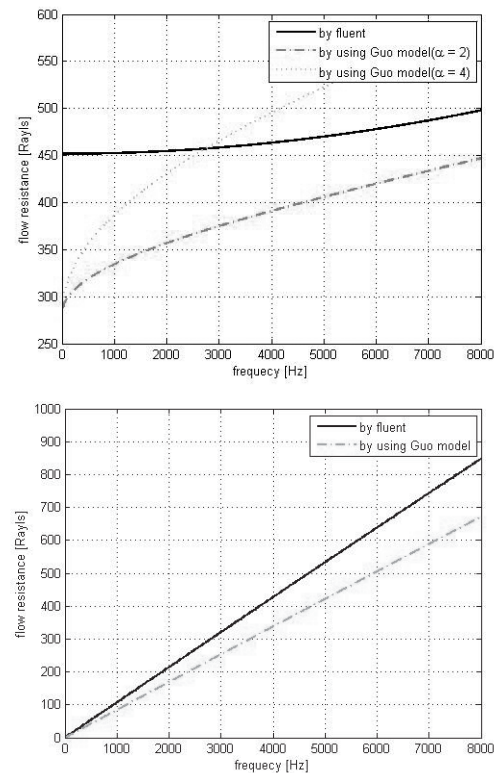 600
550
500
450
400
350
300
250
flow resistance [Rayls]
by fluent
by using Guo model(α = 2)
by using Guo model(α = 4)
0 1000 2000 3000 4000 5000 6000 7000 8000
frequecy [Hz]
1000
900
800
700
600
500
400
300
200
100
0
flow resistance [Rayls]
by fluent
by using Guo model
0 1000 2000 3000 4000 5000 6000 7000 8000
frequecy [Hz]